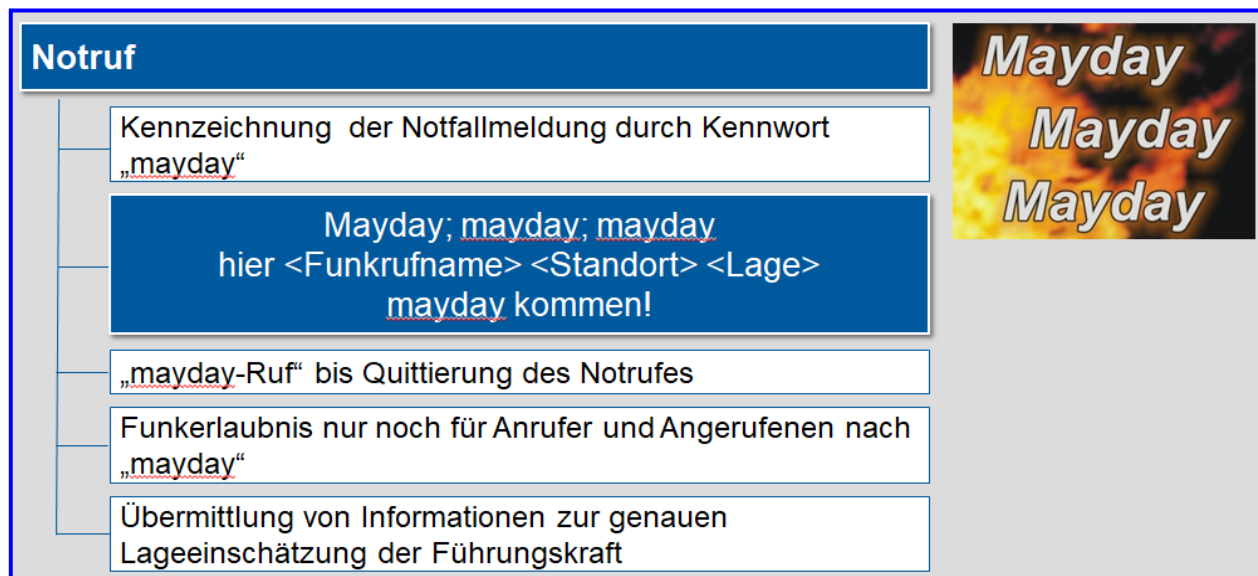 Notruf
Kennzeichnung der Notfallmeldung durch Kennwort
„mayday“
Mayday; mayday; mayday
hier <Funkrufname> <Standort> <Lage>
mayday kommen!
„mayday-Ruf“ bis Quittierung des Notrufes
Funkerlaubnis nur noch für Anrufer und Angerufenen nach
„mayday“
Übermittlung von Informationen zur genauen
Lageeinschätzung der Führungskraft
Mayday
Mayday
Mayday